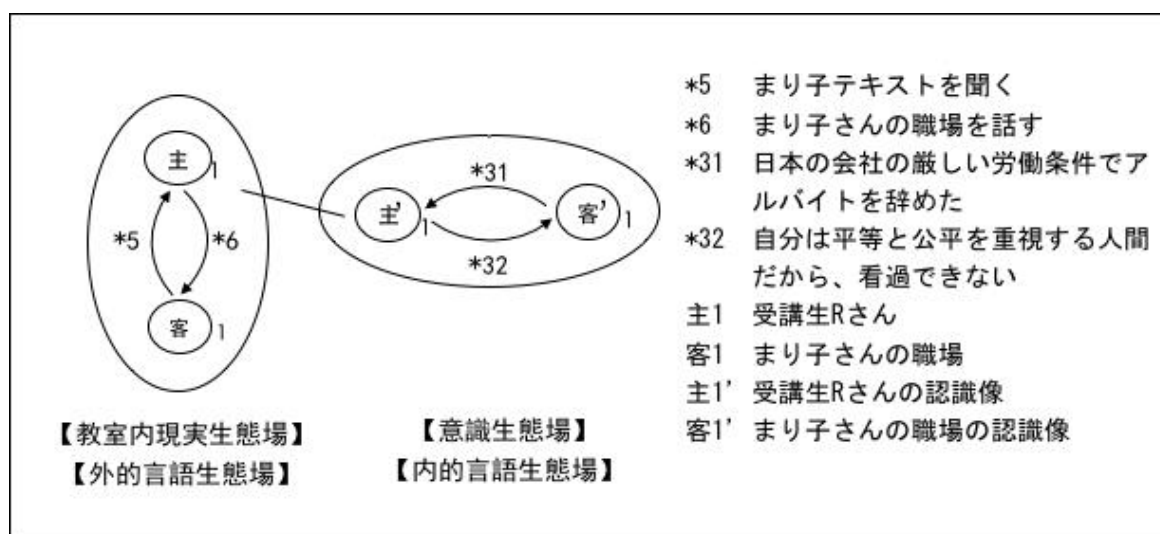 主
1
*5
*6
客
1
*31
主'
1
客'
1
*32
【教室内現実生態場】
【外的言語生態場】
【意識生態場】
【内的言語生態場】
*5 まり子テキストを聞く
*6 まり子さんの職場を話す
*31 日本の会社の厳しい労働条件でア
ルバイトを辞めた
*32 自分は平等と公平を重視する人間
だから、看過できない
主1 受講生Rさん
客1 まり子さんの職場
主1' 受講生Rさんの認識像
客1' まり子さんの職場の認識像